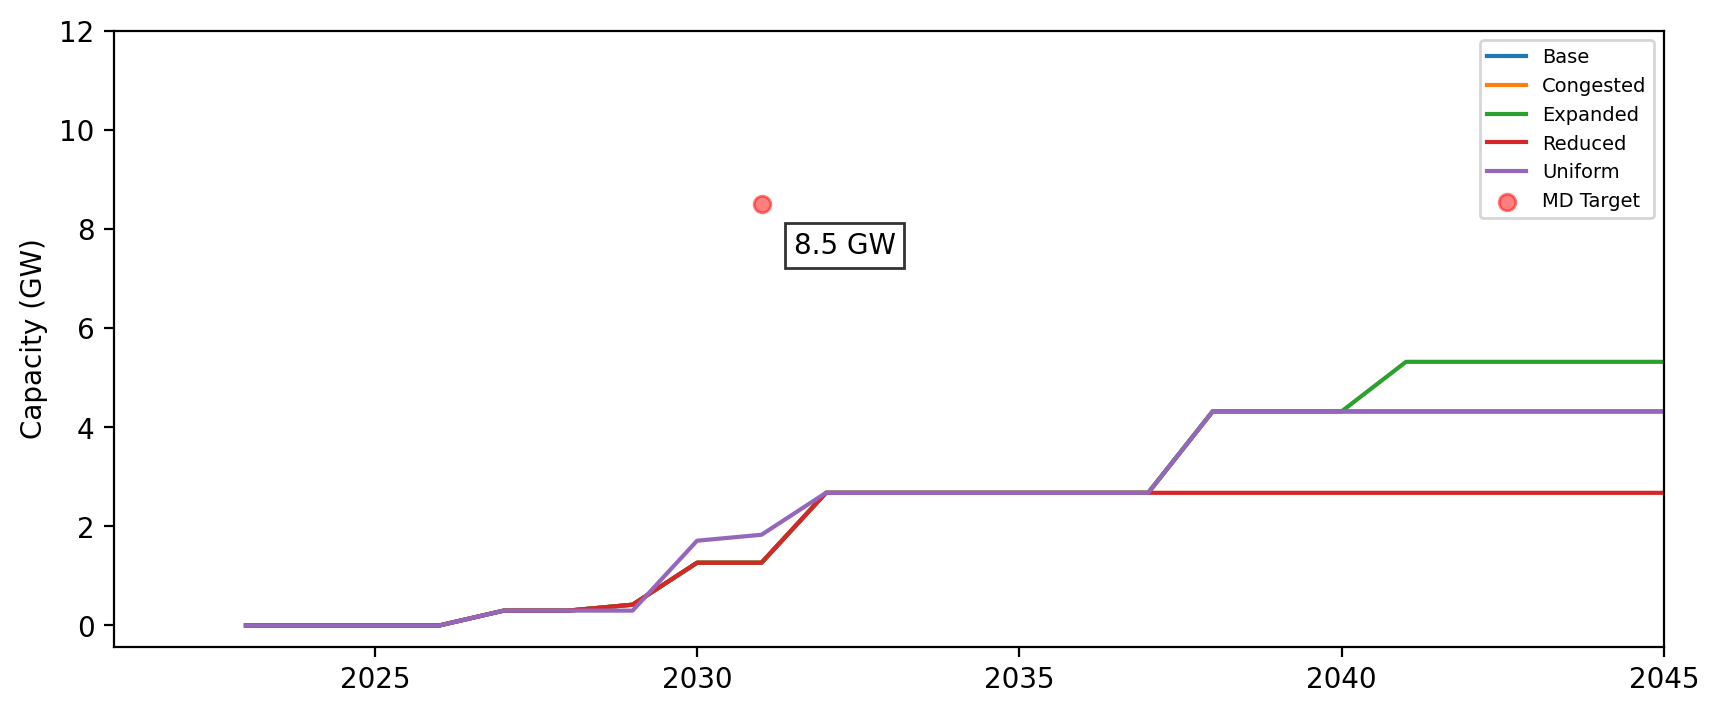 12
10
8
6
4
2
0
Capacity (GW)
2025
2030
2035
2040
2045
8.5 GW
Base
Congested
Expanded
Reduced
Uniform
MD Target